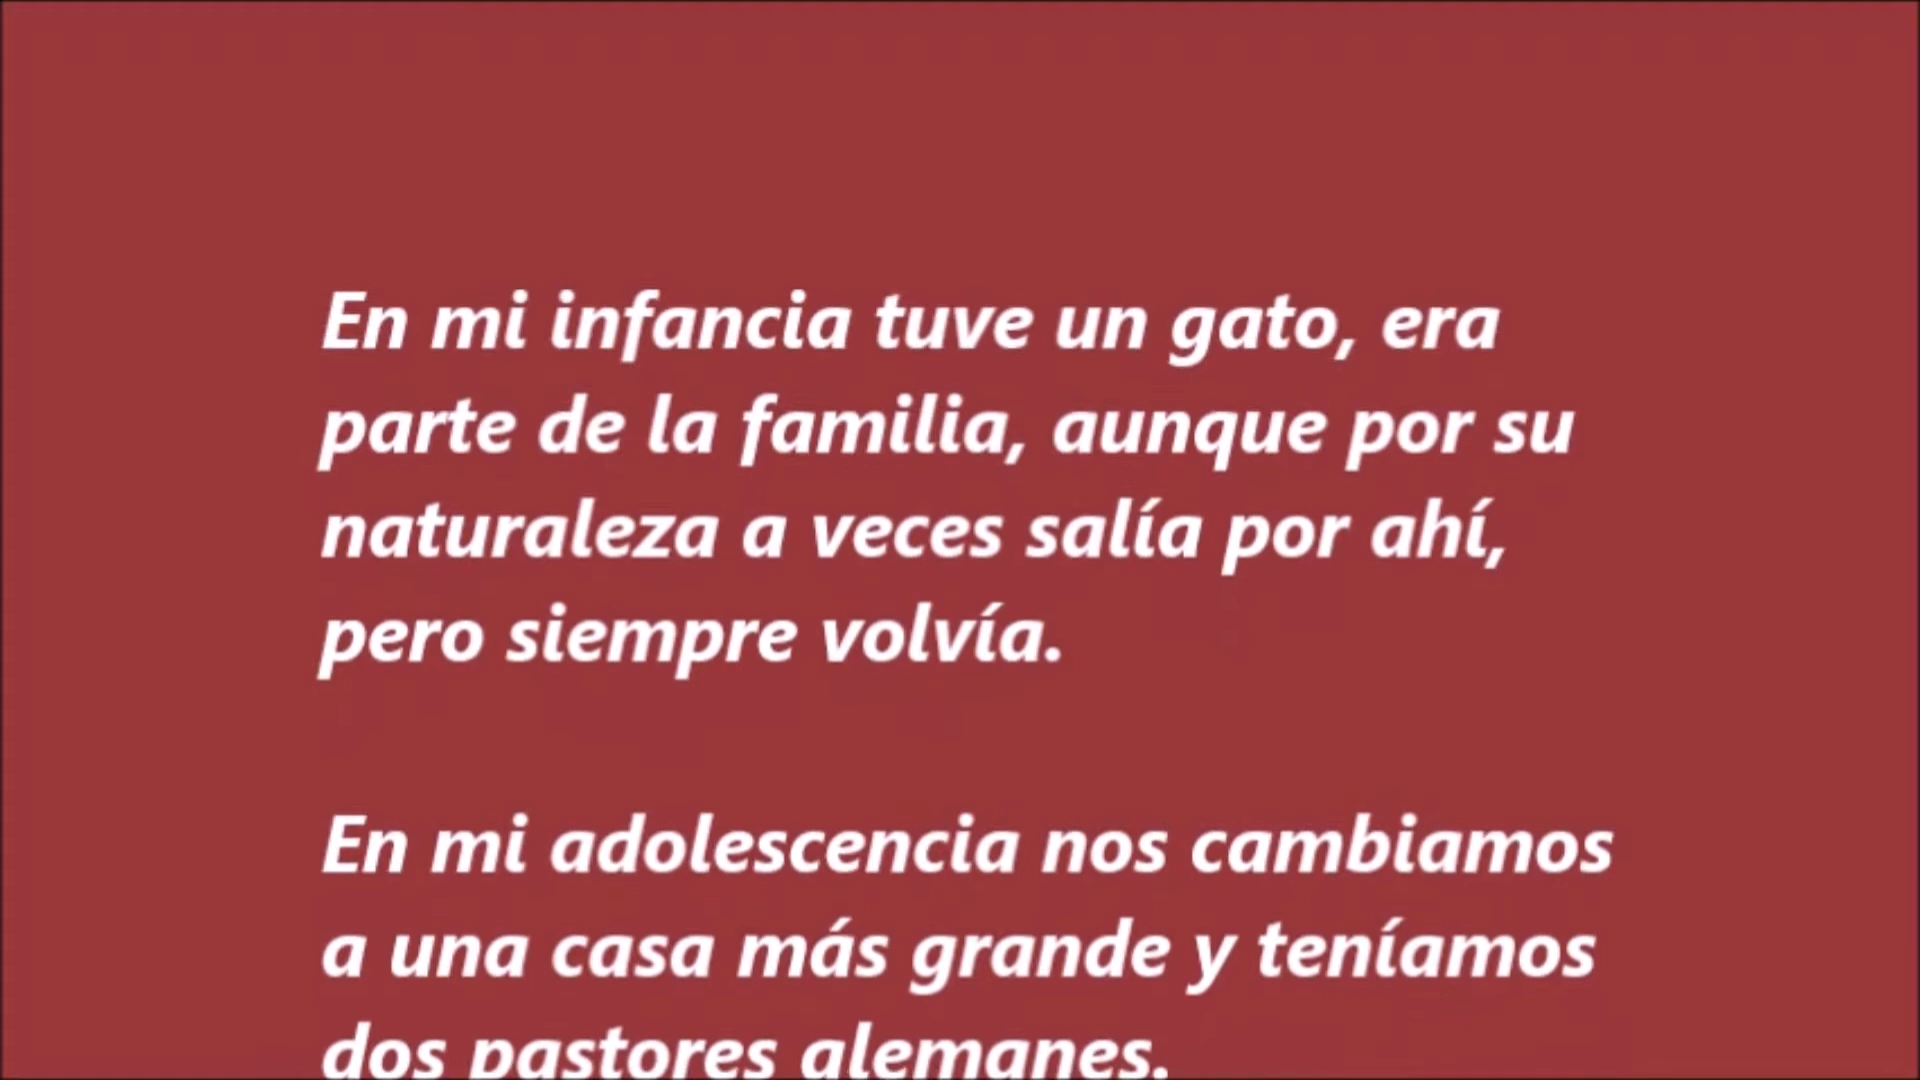 En mi infancia tuve un gato, era
parte de la familia, aunque por su
naturaleza a veces salía por ahí,
pero siempre volvía.
En mi adolescencia nos cambiamos
a una casa más grande y teníamos
dos pastores alemanes.